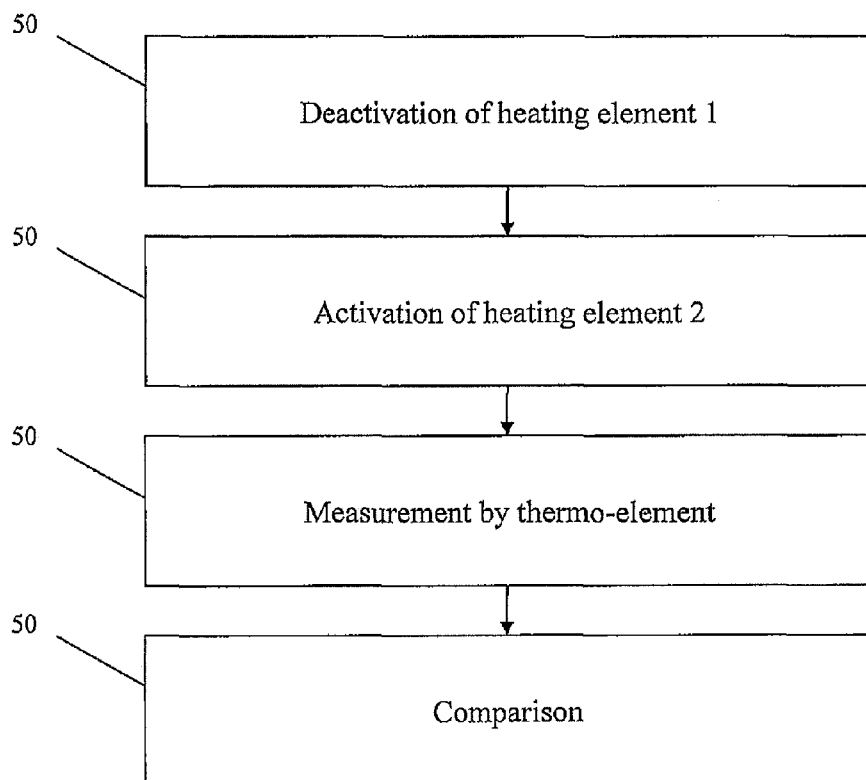 50
Deactivation of heating element 1
50
Activation of heating element 2
50
Measurement by thermo-element
50
Comparison